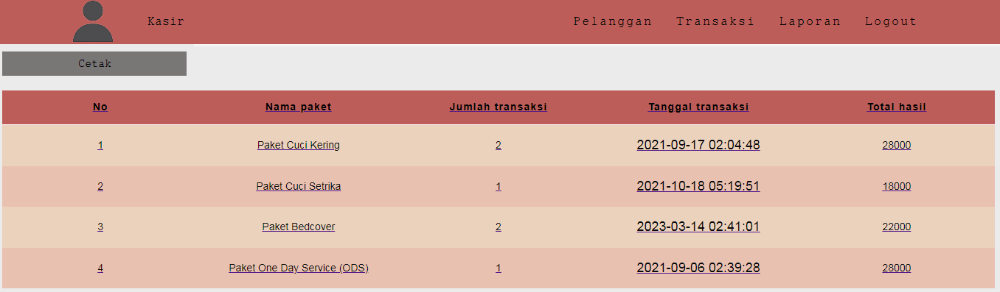 Kasir Pelanggan Transaksi Laporan Logout
Cetak
No Nama paket Jumlah transaksi Tanggal transaksi Total hasil
1 Paket Cuci Kering 2 2021-09-17 02:04:48 28000
2 Paket Cuci Setrika 1 2021-10-18 05:19:51 18000
3 Paket Bedcover 2 2023-03-14 02:41:01 22000
4 Paket One Day Service (ODS) 1 2021-09-06 02:39:28 28000